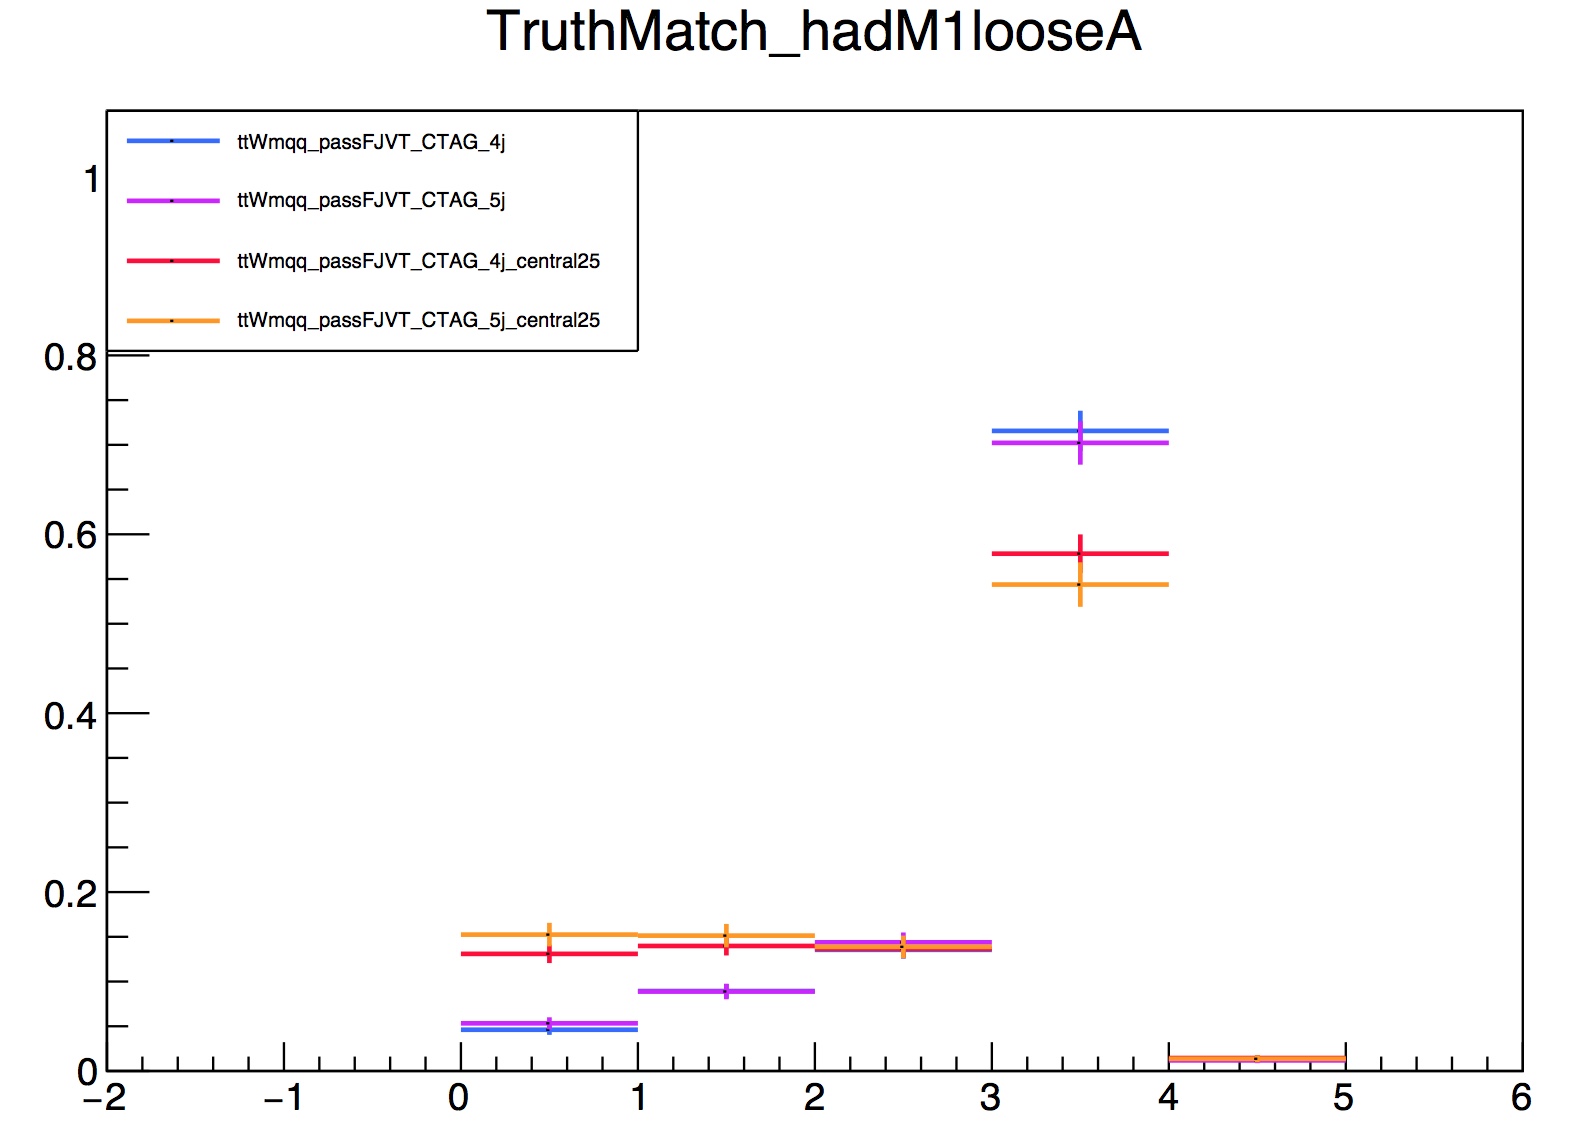 TruthMatch_hadM1looseA
ttWmqq_passFJVT_CTAG_4j
ttWmqq_passFJVT_CTAG_5j
ttWmqq_passFJVT_CTAG_4j_central25
ttWmqq_passFJVT_CTAG_5j_central25
1
0.8
0.6
0.4
0.2
0
−2 −1 0 1 2 3 4 5 6